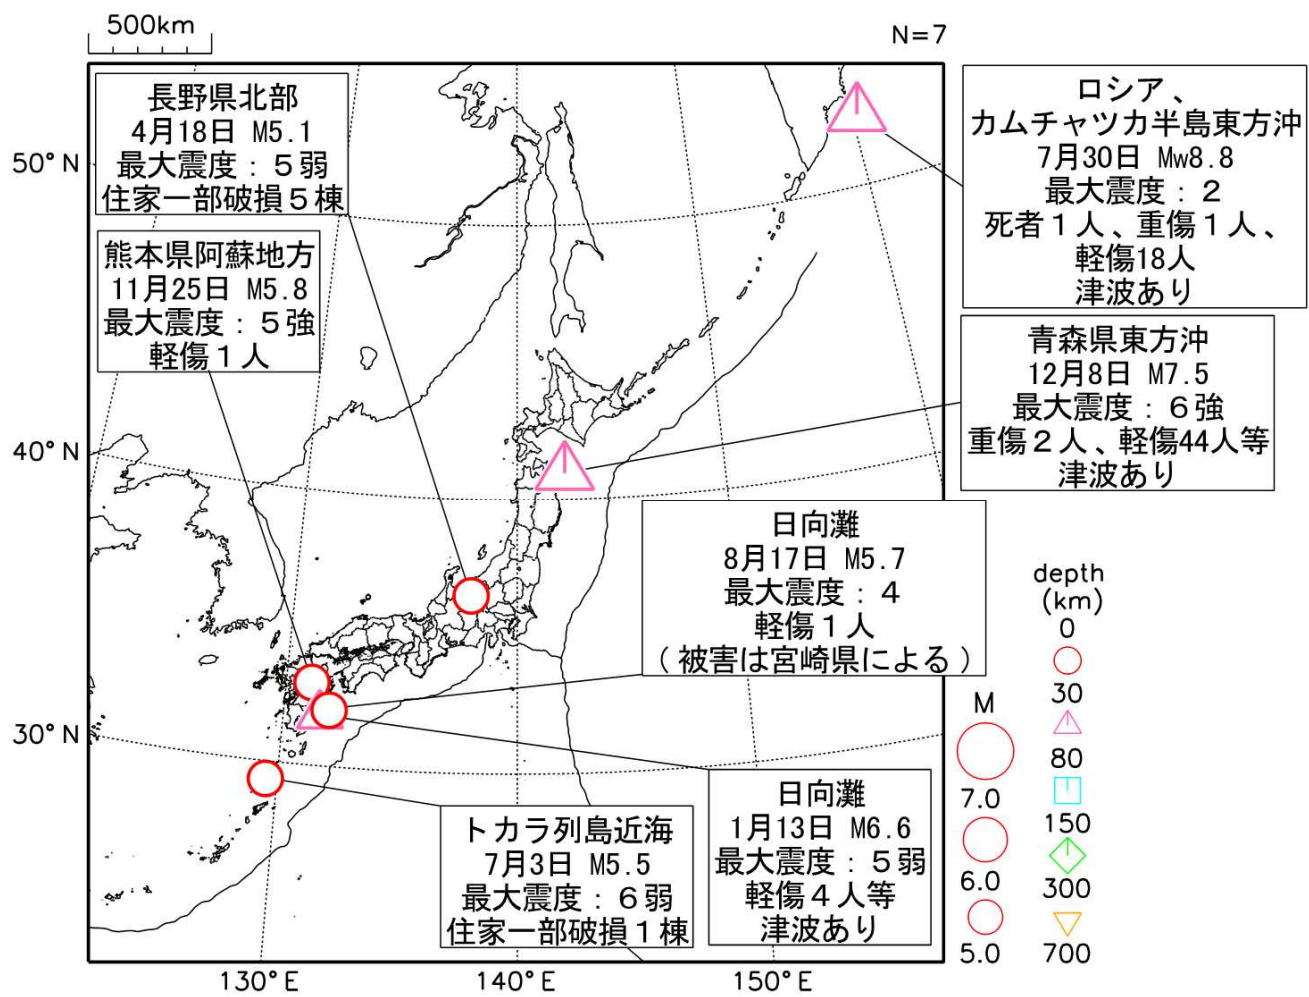 500km
N=7
長野県北部
4月18日 M5.1
最大震度：５弱
住家一部破損５棟
熊本県阿蘇地方
11月25日 M5.8
最大震度：５強
軽傷１人
ロシア、
カムチャツカ半島東方沖
7月30日 Mw8.8
最大震度：２
死者１人、重傷１人、
軽傷18人
津波あり
青森県東方沖
12月8日 M7.5
最大震度：６強
重傷２人、軽傷44人等
津波あり
日向灘
8月17日 M5.7
最大震度：４
軽傷１人
（被害は宮崎県による）
日向灘
1月13日 M6.6
最大震度：５弱
軽傷４人等
津波あり
トカラ列島近海
7月3日 M5.5
最大震度：６弱
住家一部破損１棟
50°N
40°N
30°N
130°E
140°E
150°E
M
7.0
6.0
5.0
depth
(km)
0
30
80
150
300
700